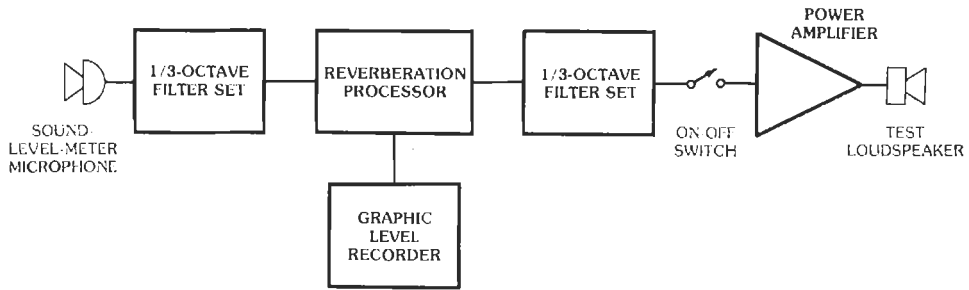 POWER
AMPLIFIER
1/3-OCTAVE
FILTER SET
REVERBERATION
PROCESSOR
1/3-OCTAVE
FILTER SET
SOUND-
LEVEL-METER
MICROPHONE
ON-OFF
SWITCH
TEST
LOUDSPEAKER
GRAPHIC
LEVEL
RECORDER